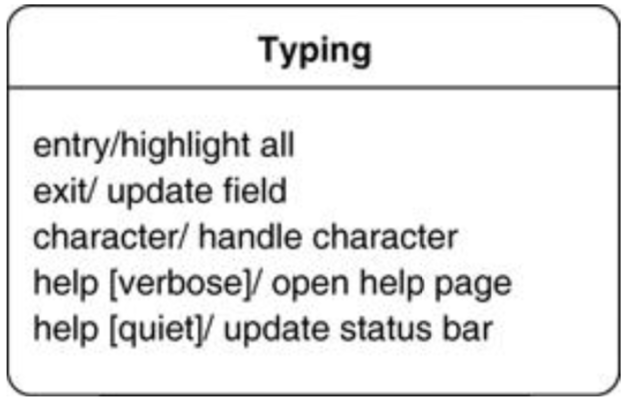 Typing
entry/highlight all
exit/ update field
character/ handle character
help [verbose]/ open help page
help [quiet]/ update status bar